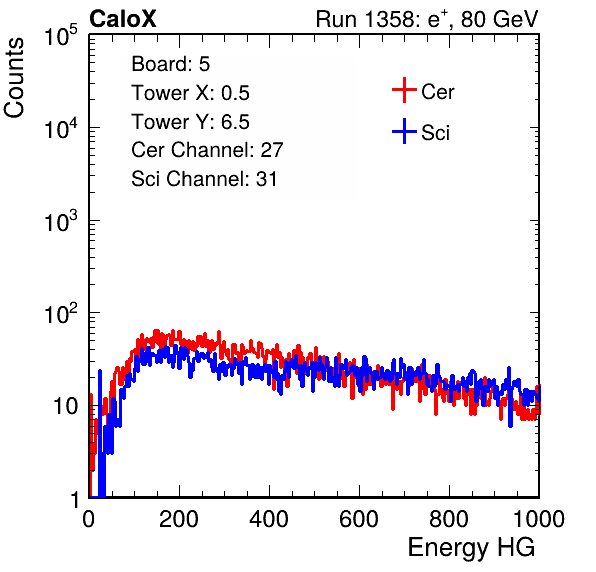 CaloX Run 1358: e⁺, 80 GeV
Counts
Board: 5
Tower X: 0.5
Tower Y: 6.5
Cer Channel: 27
Sci Channel: 31
Cer
Sci
10⁵
10⁴
10³
10²
10
1
0 200 400 600 800 1000
Energy HG